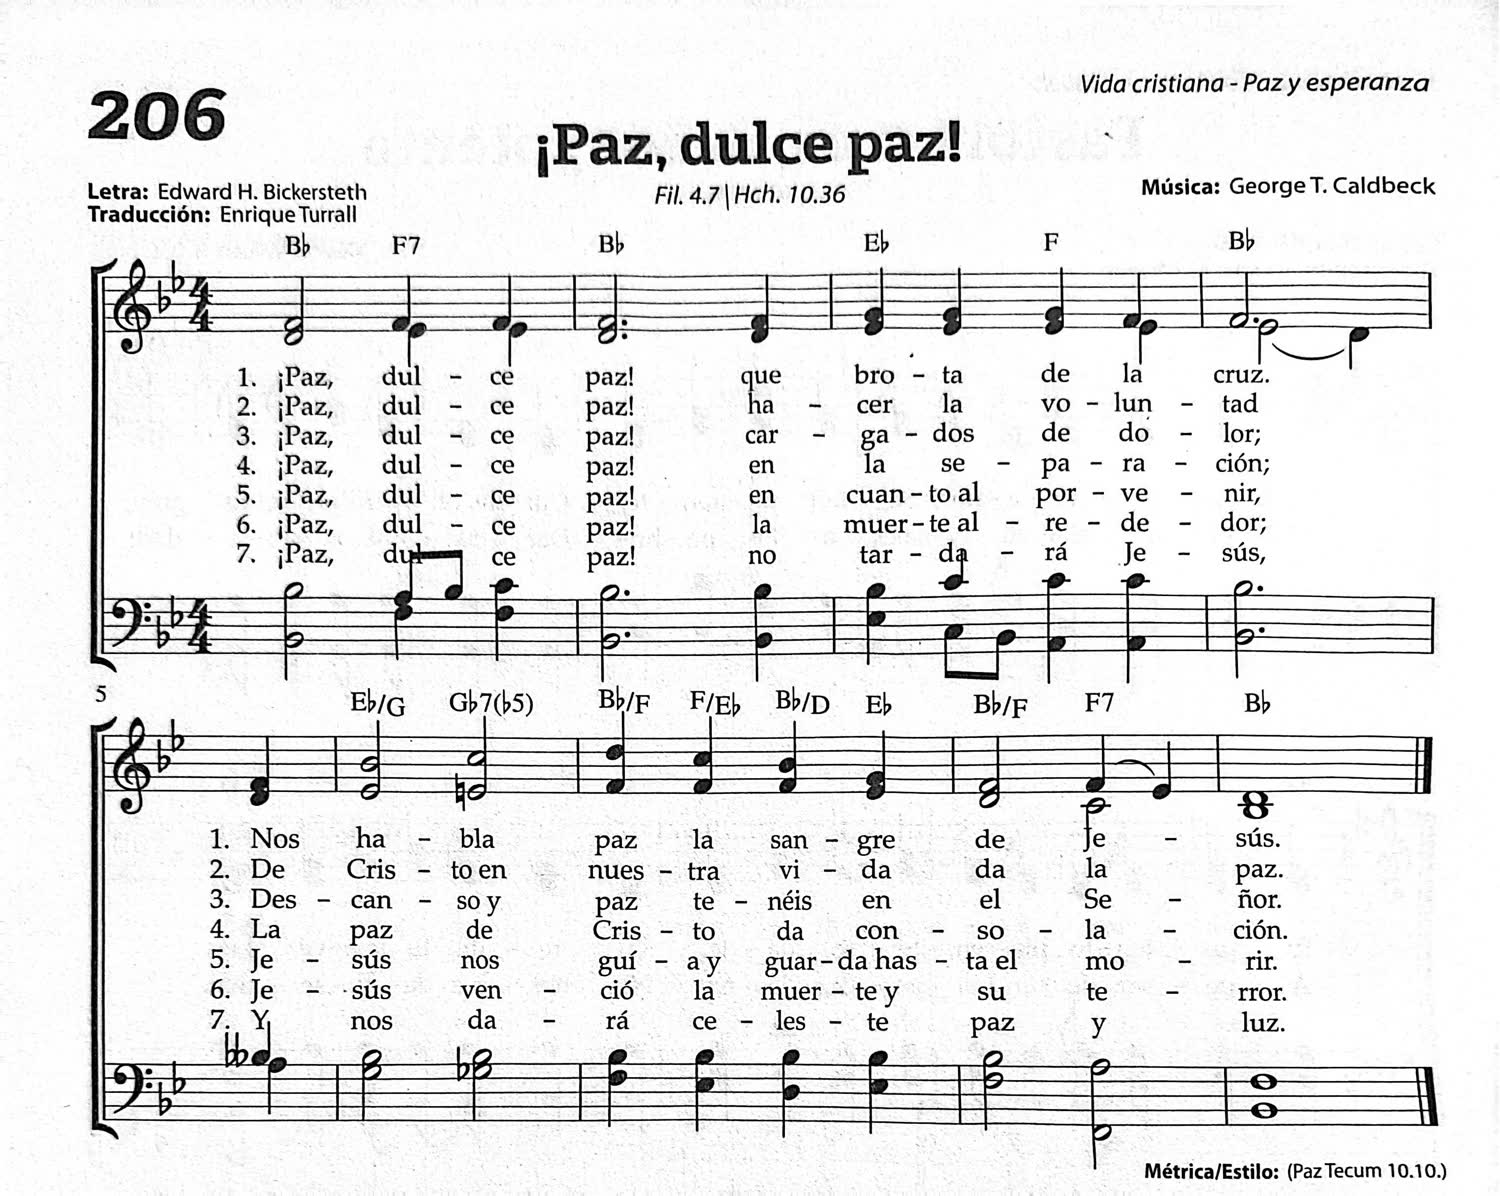 Vida cristiana - Paz y esperanza
206
¡Paz, dulce paz!
Letra: Edward H. Bickersteth
Fil. 4.7 | Hch. 10.36
Música: George T. Caldbeck
Traducción: Enrique Turrall
B♭ F7 B♭ E♭ F B♭
4/4
1. ¡Paz, dul - ce paz! que bro - ta de la cruz.
2. ¡Paz, dul - ce paz! ha - cer la vo - lun - tad
3. ¡Paz, dul - ce paz! car - ga - dos de do - lor;
4. ¡Paz, dul - ce paz! en la se - pa - ra - ción;
5. ¡Paz, dul - ce paz! en cuan - to al por - ve - nir,
6. ¡Paz, dul - ce paz! la muer - te al - re - de - dor;
7. ¡Paz, dul - ce paz! no tar - da - rá Je - sús,
4/4
5
E♭/G G♭7(♭5) B♭/F F/E♭ B♭/D E♭ B♭/F F7 B♭
1. Nos ha - bla paz la san - gre de Je - sús.
2. De Cris - to en nues - tra vi - da da la paz.
3. Des - can - so y paz te - néis en el Se - ñor.
4. La paz de Cris - to da con - so - la - ción.
5. Je - sús nos guí - a y guar - da has - ta el mo - rir.
6. Je - sús ven - ció la muer - te y su te - rror.
7. Y nos da - rá ce - les - te paz y luz.
Métrica/Estilo: (Paz Tecum 10.10.)